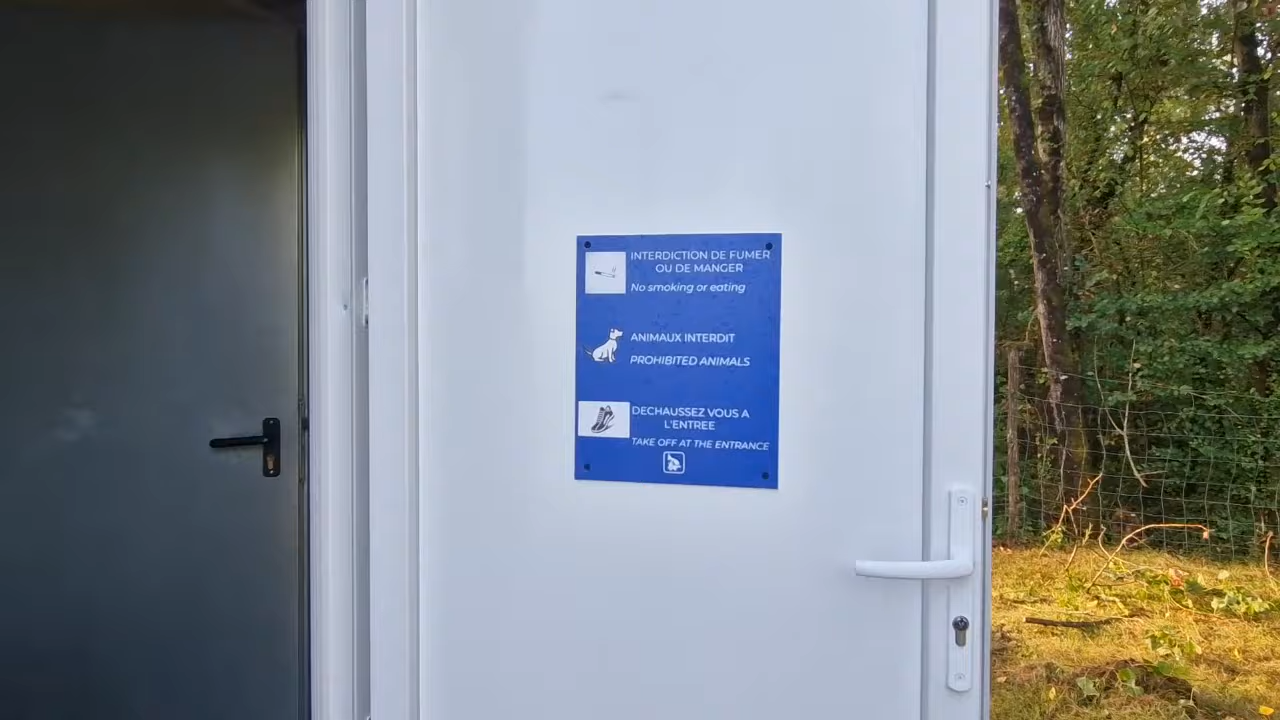 INTERDICTION DE FUMER
OU DE MANGER
No smoking or eating
ANIMAUX INTERDIT
PROHIBITED ANIMALS
DECHAUSSEZ VOUS A
L'ENTREE
TAKE OFF AT THE ENTRANCE